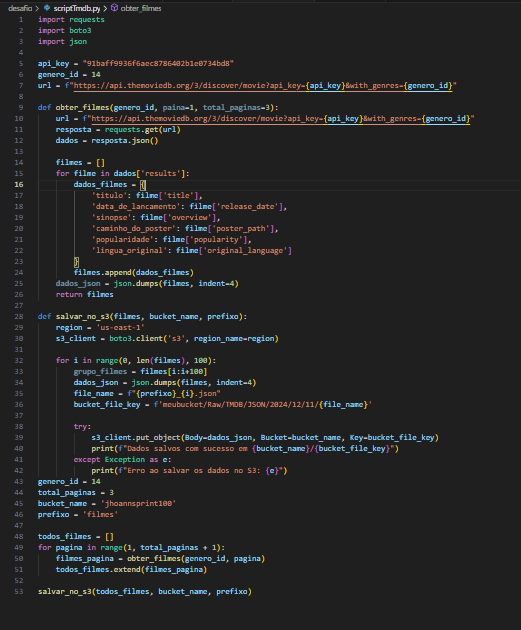 desafio > scriptTmdb.py > obter_filmes
1 import requests
2 import boto3
3 import json
4
5 api_key = "91baff9936f6aec8786402b1e0734bd8"
6 genero_id = 14
7 url = f"https://api.themoviedb.org/3/discover/movie?api_key={api_key}&with_genres={genero_id}"
8
9 def obter_filmes(genero_id, paina=1, total_paginas=3):
10 url = f"https://api.themoviedb.org/3/discover/movie?api_key={api_key}&with_genres={genero_id}"
11 resposta = requests.get(url)
12 dados = resposta.json()
13
14 filmes = []
15 for filme in dados['results']:
16 dados_filmes = {
17 'titulo': filme['title'],
18 'data_de_lancamento': filme['release_date'],
19 'sinopse': filme['overview'],
20 'caminho_do_poster': filme['poster_path'],
21 'popularidade': filme['popularity'],
22 'lingua_original': filme['original_language']
23 }
24 filmes.append(dados_filmes)
25 dados_json = json.dumps(filmes, indent=4)
26 return filmes
27
28 def salvar_no_s3(filmes, bucket_name, prefixo):
29 region = 'us-east-1'
30 s3_client = boto3.client('s3', region_name=region)
31
32 for i in range(0, len(filmes), 100):
33 grupo_filmes = filmes[i:i+100]
34 dados_json = json.dumps(filmes, indent=4)
35 file_name = f"{prefixo}_{i}.json"
36 bucket_file_key = f'meubucket/Raw/TMDB/JSON/2024/12/11/{file_name}'
37
38 try:
39 s3_client.put_object(Body=dados_json, Bucket=bucket_name, Key=bucket_file_key)
40 print(f"Dados salvos com sucesso em {bucket_name}/{bucket_file_key}")
41 except Exception as e:
42 print(f"Erro ao salvar os dados no S3: {e}")
43 genero_id = 14
44 total_paginas = 3
45 bucket_name = 'jhoannsprint100'
46 prefixo = 'filmes'
47
48 todos_filmes = []
49 for pagina in range(1, total_paginas + 1):
50 filmes_pagina = obter_filmes(genero_id, pagina)
51 todos_filmes.extend(filmes_pagina)
52
53 salvar_no_s3(todos_filmes, bucket_name, prefixo)